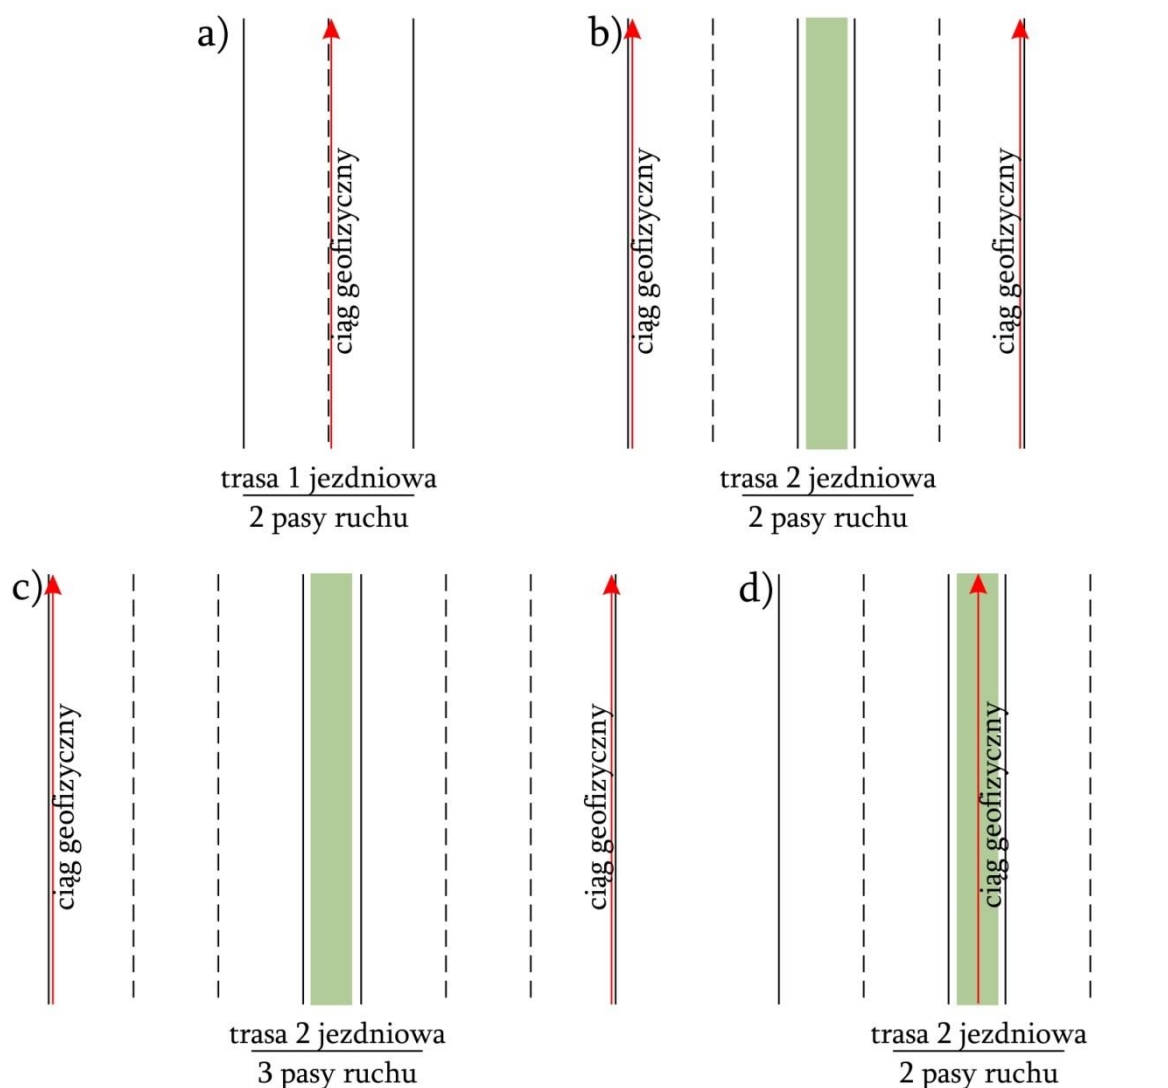 a)
ciąg geofizyczny
trasa 1 jezdniowa
2 pasy ruchu
b)
ciąg geofizyczny
ciąg geofizyczny
trasa 2 jezdniowa
2 pasy ruchu
c)
ciąg geofizyczny
ciąg geofizyczny
trasa 2 jezdniowa
3 pasy ruchu
d)
ciąg geofizyczny
trasa 2 jezdniowa
2 pasy ruchu